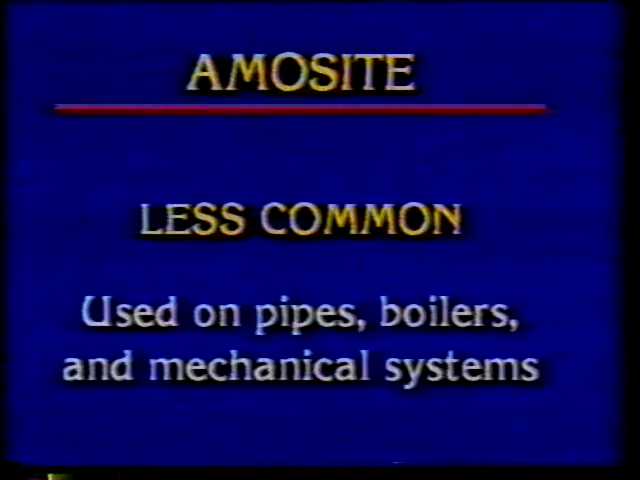 AMOSITE
LESS COMMON
Used on pipes, boilers,
and mechanical systems